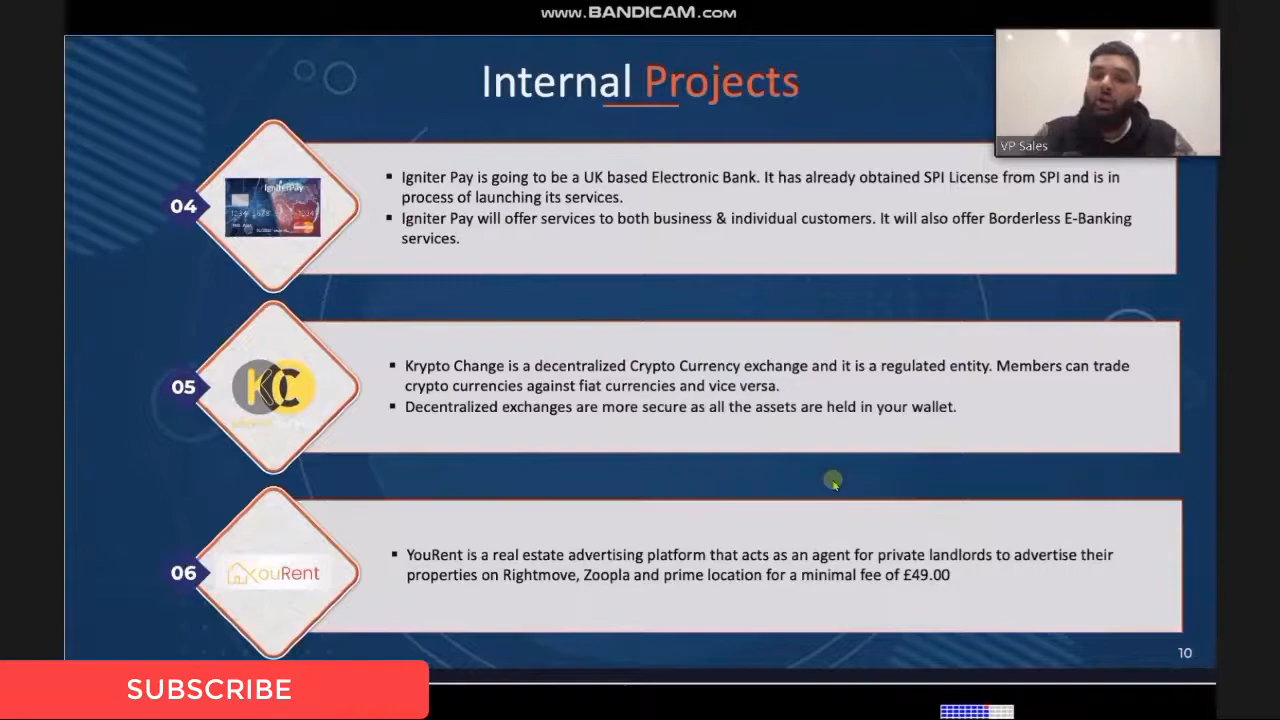 www.BANDICAM.com
Internal Projects
VP Sales
04
IgniterPay
▪ Igniter Pay is going to be a UK based Electronic Bank. It has already obtained SPI License from SPI and is in
process of launching its services.
▪ Igniter Pay will offer services to both business & individual customers. It will also offer Borderless E-Banking
services.
05
KC
▪ Krypto Change is a decentralized Crypto Currency exchange and it is a regulated entity. Members can trade
crypto currencies against fiat currencies and vice versa.
▪ Decentralized exchanges are more secure as all the assets are held in your wallet.
06
YouRent
▪ YouRent is a real estate advertising platform that acts as an agent for private landlords to advertise their
properties on Rightmove, Zoopla and prime location for a minimal fee of £49.00
10
SUBSCRIBE